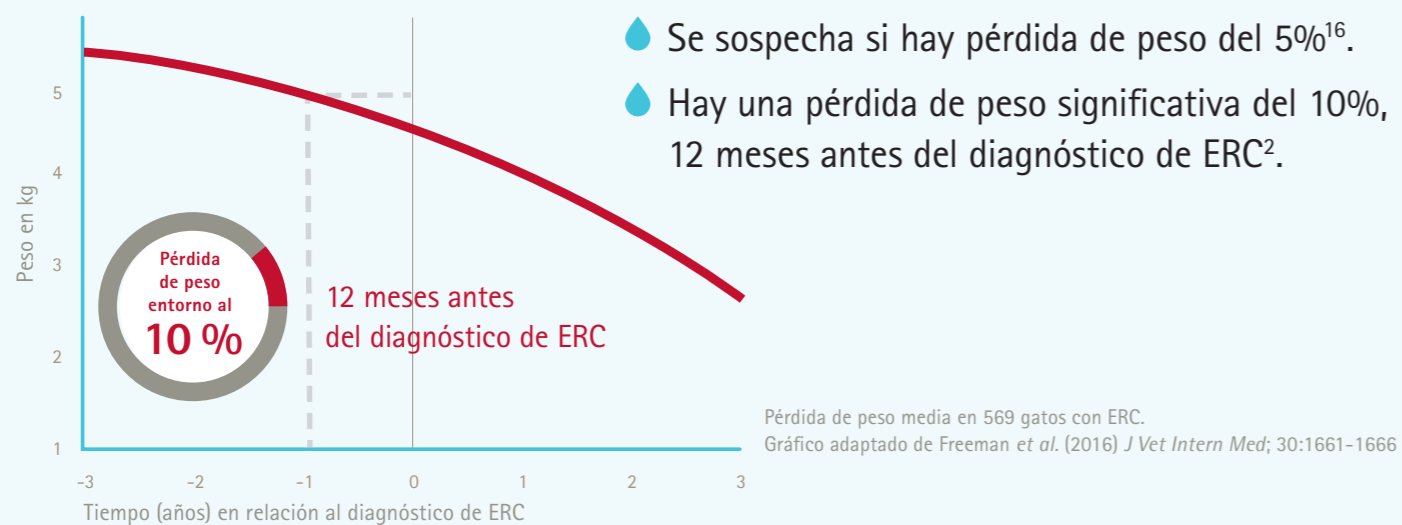 Se sospecha si hay pérdida de peso del 5%16.
Hay una pérdida de peso significativa del 10%,
12 meses antes del diagnóstico de ERC2.
Peso en kg
5
4
3
2
1
Pérdida
de peso
entorno al
10 %
12 meses antes
del diagnóstico de ERC
-3 -2 -1 0 1 2 3
Tiempo (años) en relación al diagnóstico de ERC
Pérdida de peso media en 569 gatos con ERC.
Gráfico adaptado de Freeman et al. (2016) J Vet Intern Med; 30:1661-1666